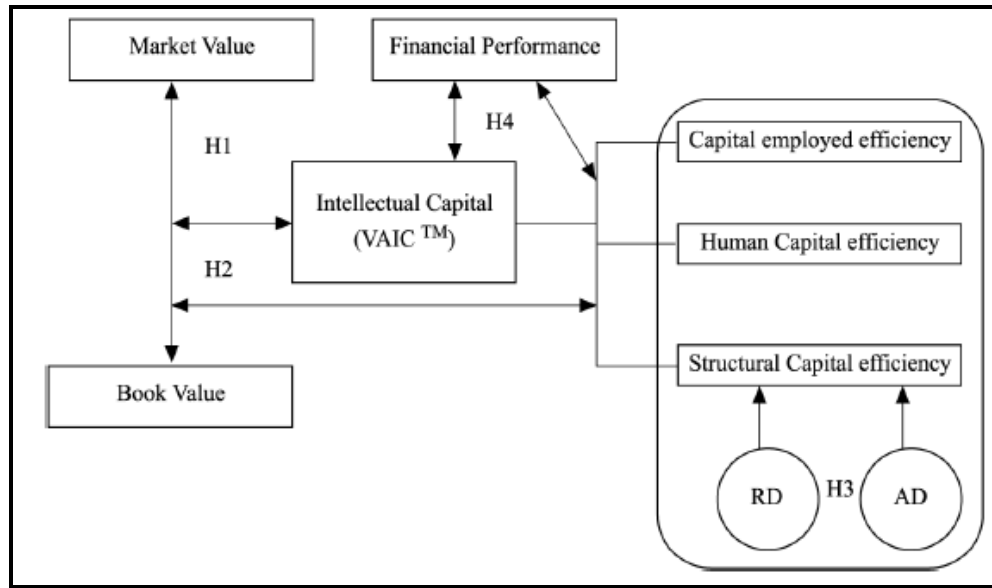 Market Value
Financial Performance
H1
H4
Capital employed efficiency
Intellectual Capital
(VAIC TM)
Human Capital efficiency
H2
Structural Capital efficiency
Book Value
RD
H3
AD